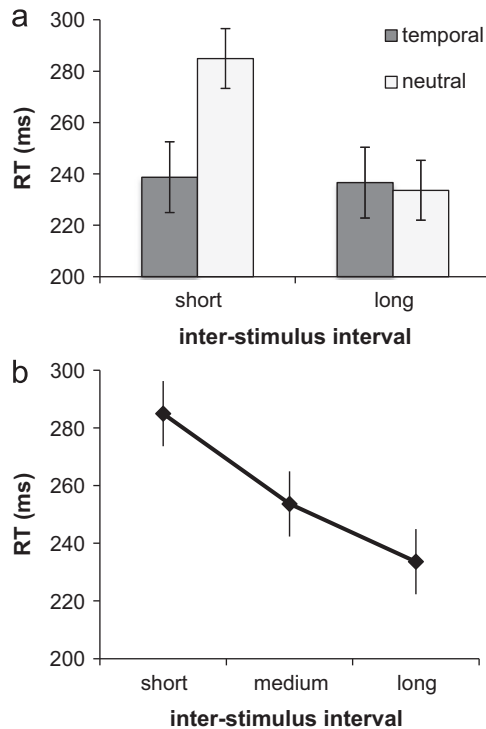 a
300
280
260
240
220
200
RT (ms)
temporal
neutral
short long
inter-stimulus interval
b
300
280
260
240
220
200
RT (ms)
short medium long
inter-stimulus interval